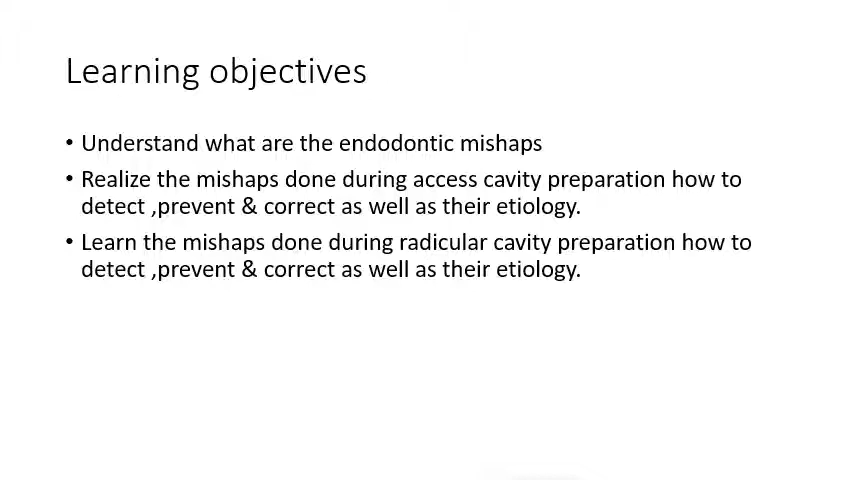 Learning objectives
• Understand what are the endodontic mishaps
• Realize the mishaps done during access cavity preparation how to
detect ,prevent & correct as well as their etiology.
• Learn the mishaps done during radicular cavity preparation how to
detect ,prevent & correct as well as their etiology.